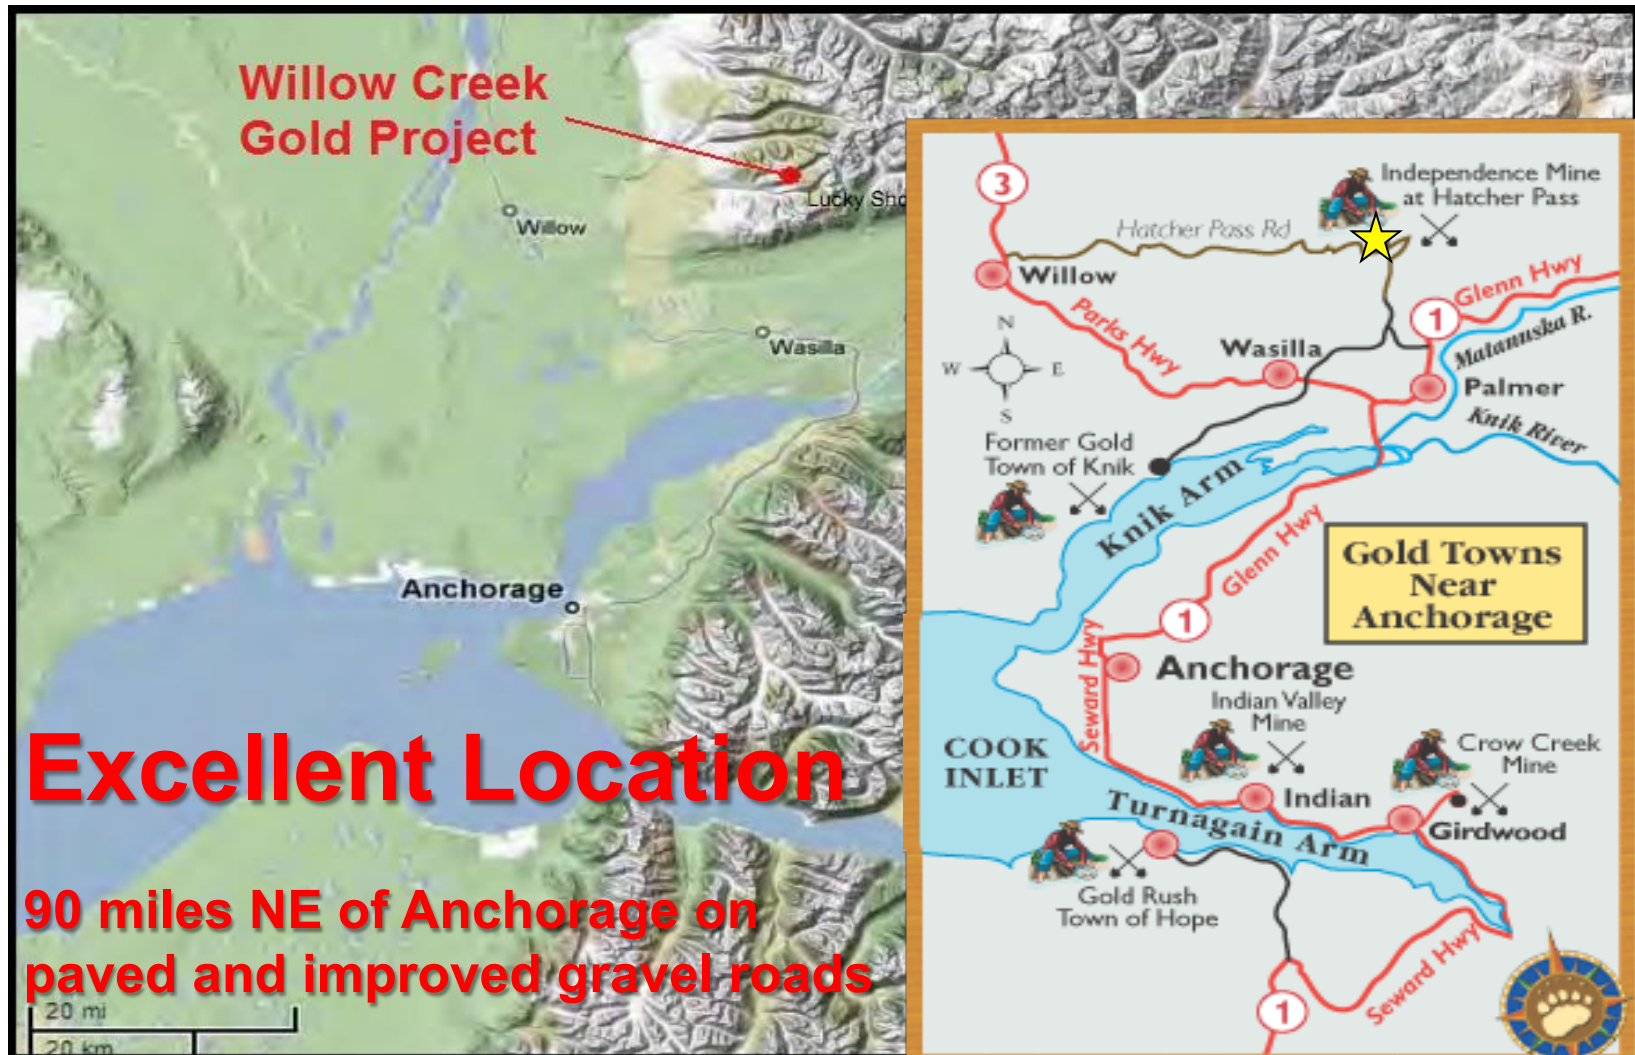 Willow Creek
Gold Project
Lucky Sho
Willow
Wasilla
Anchorage
Excellent Location
90 miles NE of Anchorage on
paved and improved gravel roads
20 mi
20 km
3
Independence Mine
at Hatcher Pass
Hatcher Pass Rd
Willow
Glenn Hwy
1
Parks Hwy
Matanuska R.
N
W
E
S
Wasilla
Palmer
Knik River
Former Gold
Town of Knik
Knik Arm
Glenn Hwy
Gold Towns
Near
Anchorage
1
Seward Hwy
Anchorage
Indian Valley
Mine
COOK
INLET
Crow Creek
Mine
Indian
Turnagain Arm
Girdwood
Gold Rush
Town of Hope
Seward Hwy
1